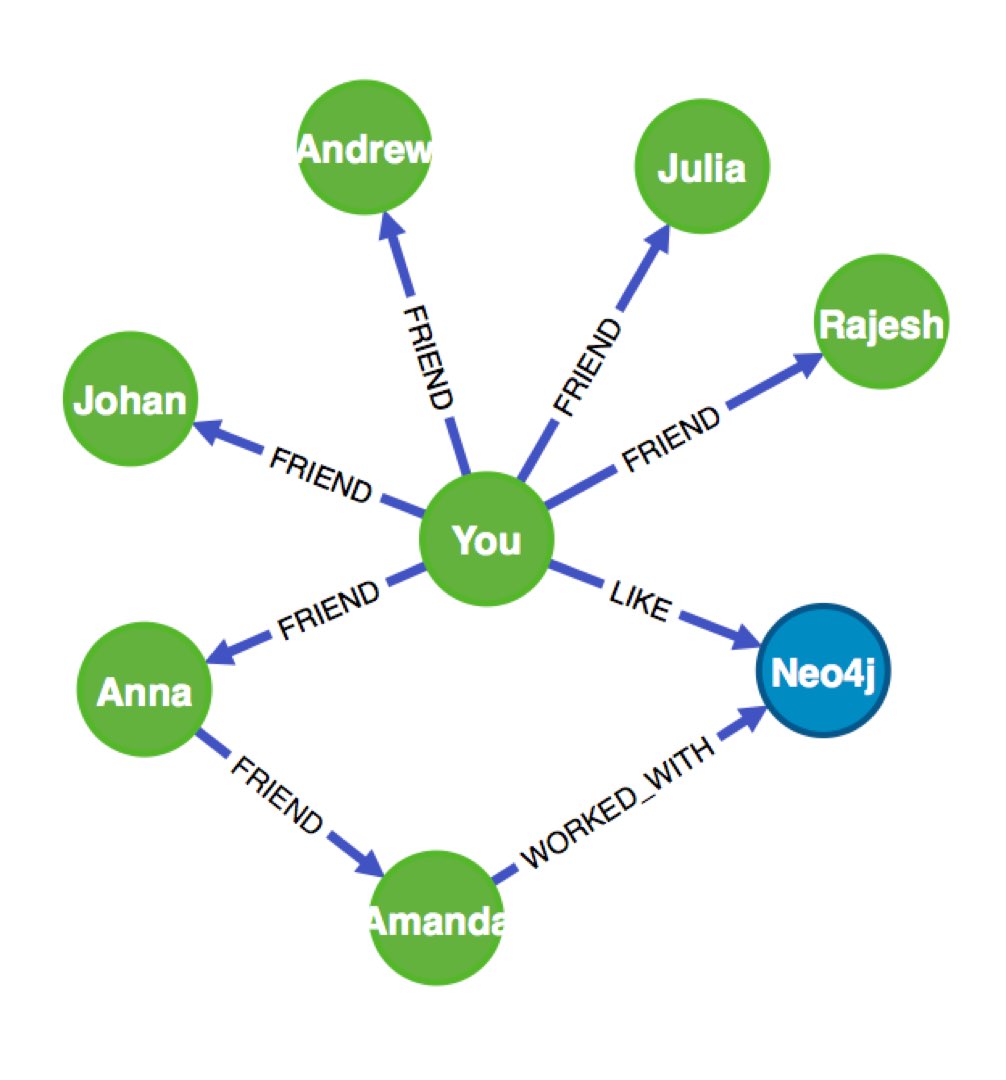 Andrew
Julia
Rajesh
FRIEND
FRIEND
Johan
FRIEND
FRIEND
You
FRIEND
LIKE
Anna
Neo4j
FRIEND
WORKED_WITH
Amanda